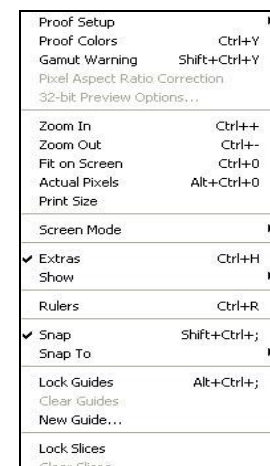 Proof Setup
Proof Colors Ctrl+Y
Gamut Warning Shift+Ctrl+Y
Pixel Aspect Ratio Correction
32-bit Preview Options...
Zoom In Ctrl++
Zoom Out Ctrl+-
Fit on Screen Ctrl+0
Actual Pixels Alt+Ctrl+0
Print Size
Screen Mode
Extras Ctrl+H
Show
Rulers Ctrl+R
Snap Shift+Ctrl+;
Snap To
Lock Guides Alt+Ctrl+;
Clear Guides
New Guide...
Lock Slices
Clear Slices